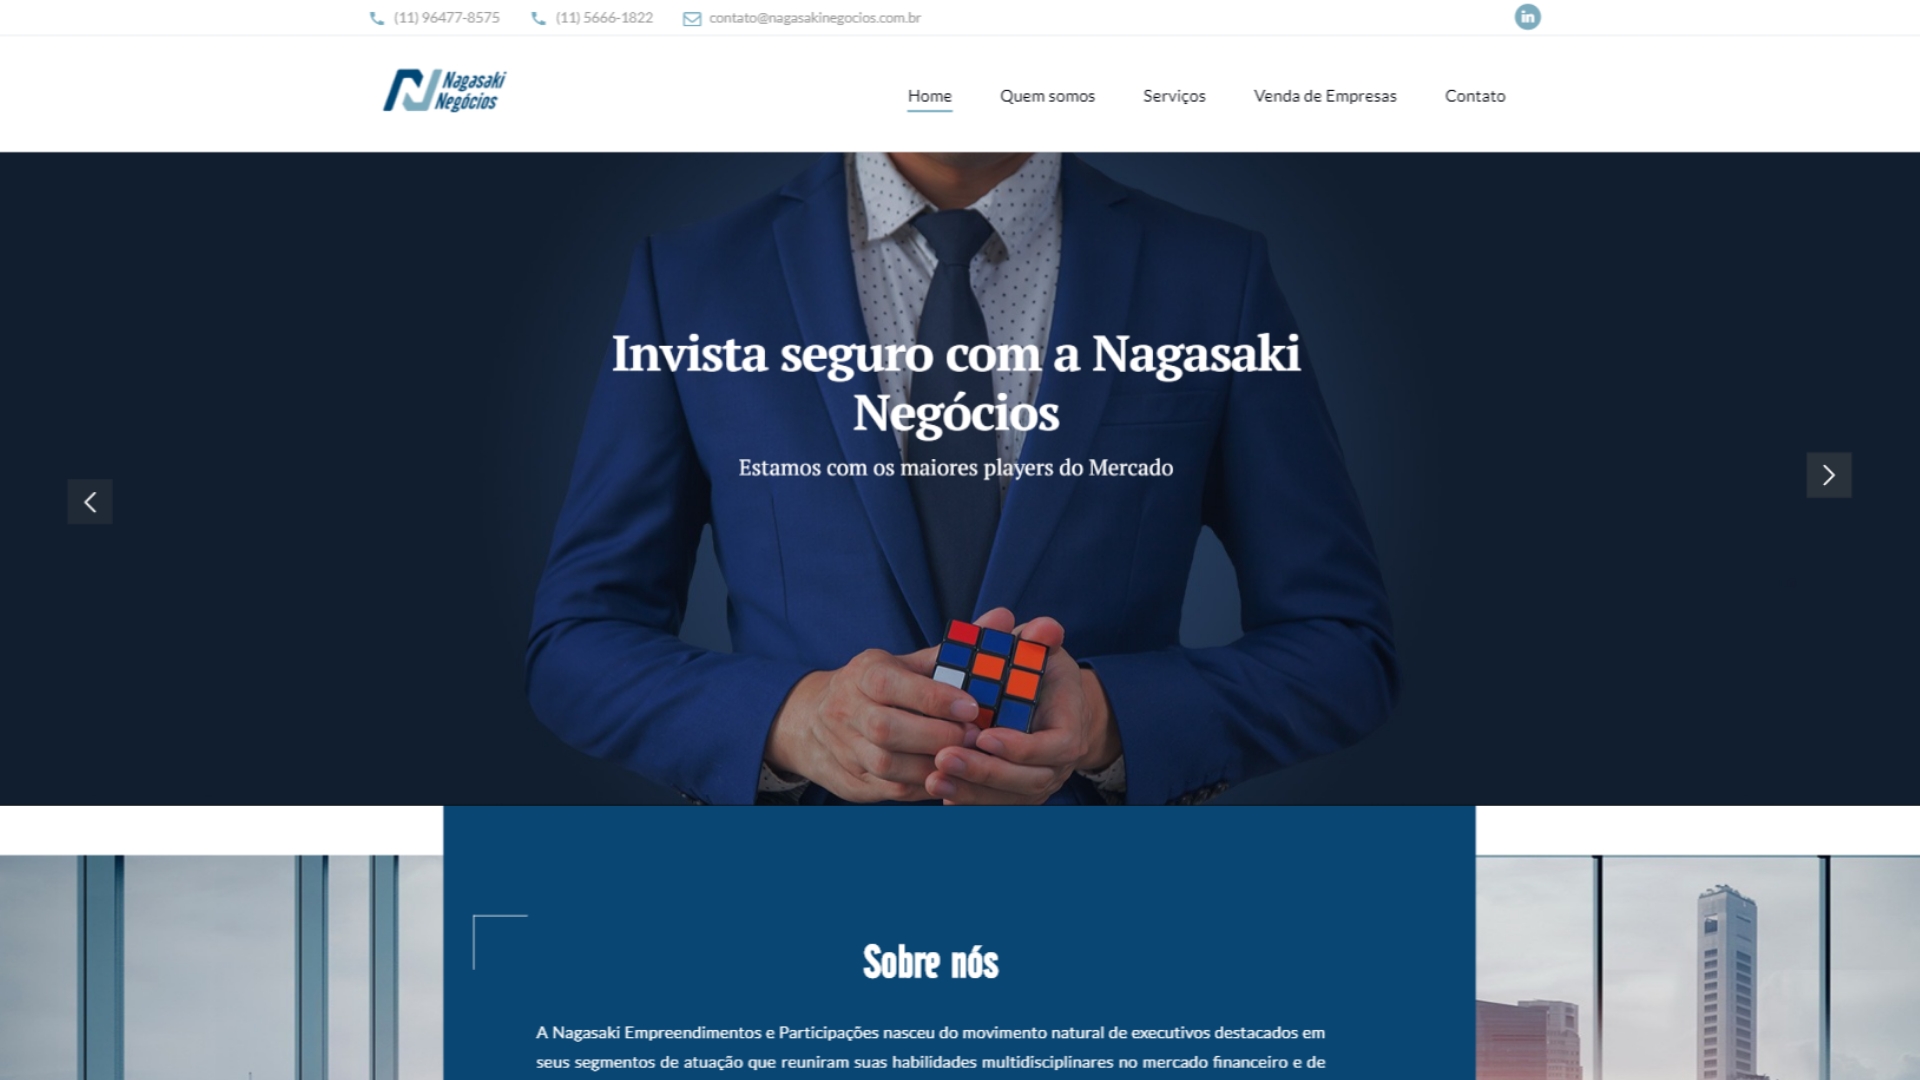 (11) 96477-8575
(11) 5666-1822
contato@nagasakinegocios.com.br
in
Nagasaki
Negócios
Home
Quem somos
Serviços
Venda de Empresas
Contato
Invista seguro com a Nagasaki
Negócios
Estamos com os maiores players do Mercado
Sobre nós
A Nagasaki Empreendimentos e Participações nasceu do movimento natural de executivos destacados em
seus segmentos de atuação que reuniram suas habilidades multidisciplinares no mercado financeiro e de